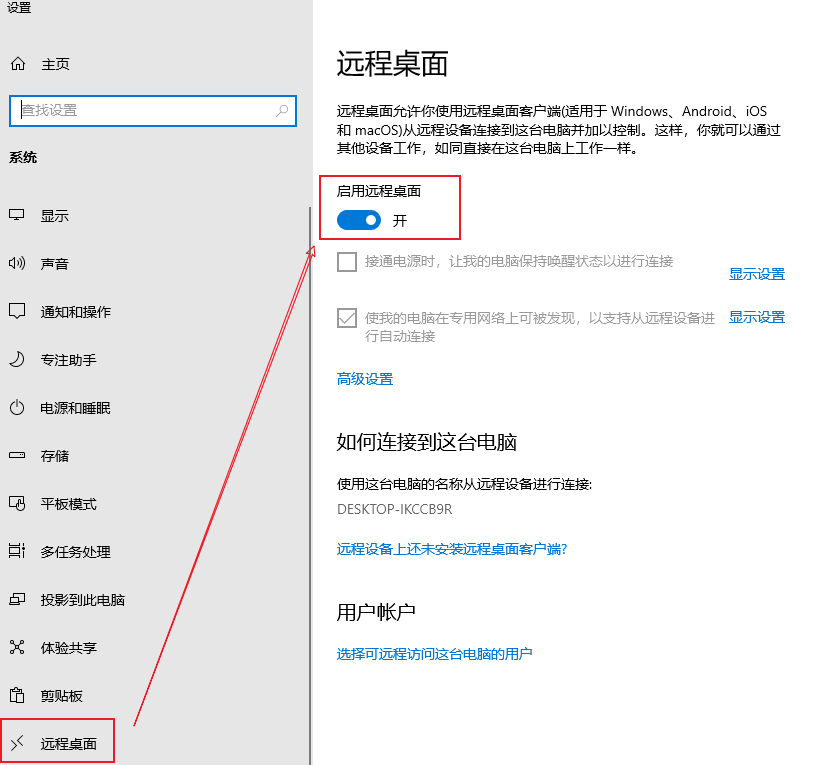 设置
主页
查找设置
系统
显示
声音
通知和操作
专注助手
电源和睡眠
存储
平板模式
多任务处理
投影到此电脑
体验共享
剪贴板
远程桌面
远程桌面
远程桌面允许你使用远程桌面客户端(适用于 Windows、Android、iOS
和 macOS)从远程设备连接到这台电脑并加以控制。这样，你就可以通过
其他设备工作，如同直接在这台电脑上工作一样。
启用远程桌面
开
接通电源时，让我的电脑保持唤醒状态以进行连接
显示设置
使我的电脑在专用网络上可被发现，以支持从远程设备进
行自动连接
显示设置
高级设置
如何连接到这台电脑
使用这台电脑的名称从远程设备进行连接:
DESKTOP-IKCCB9R
远程设备上还未安装远程桌面客户端?
用户帐户
选择可远程访问这台电脑的用户